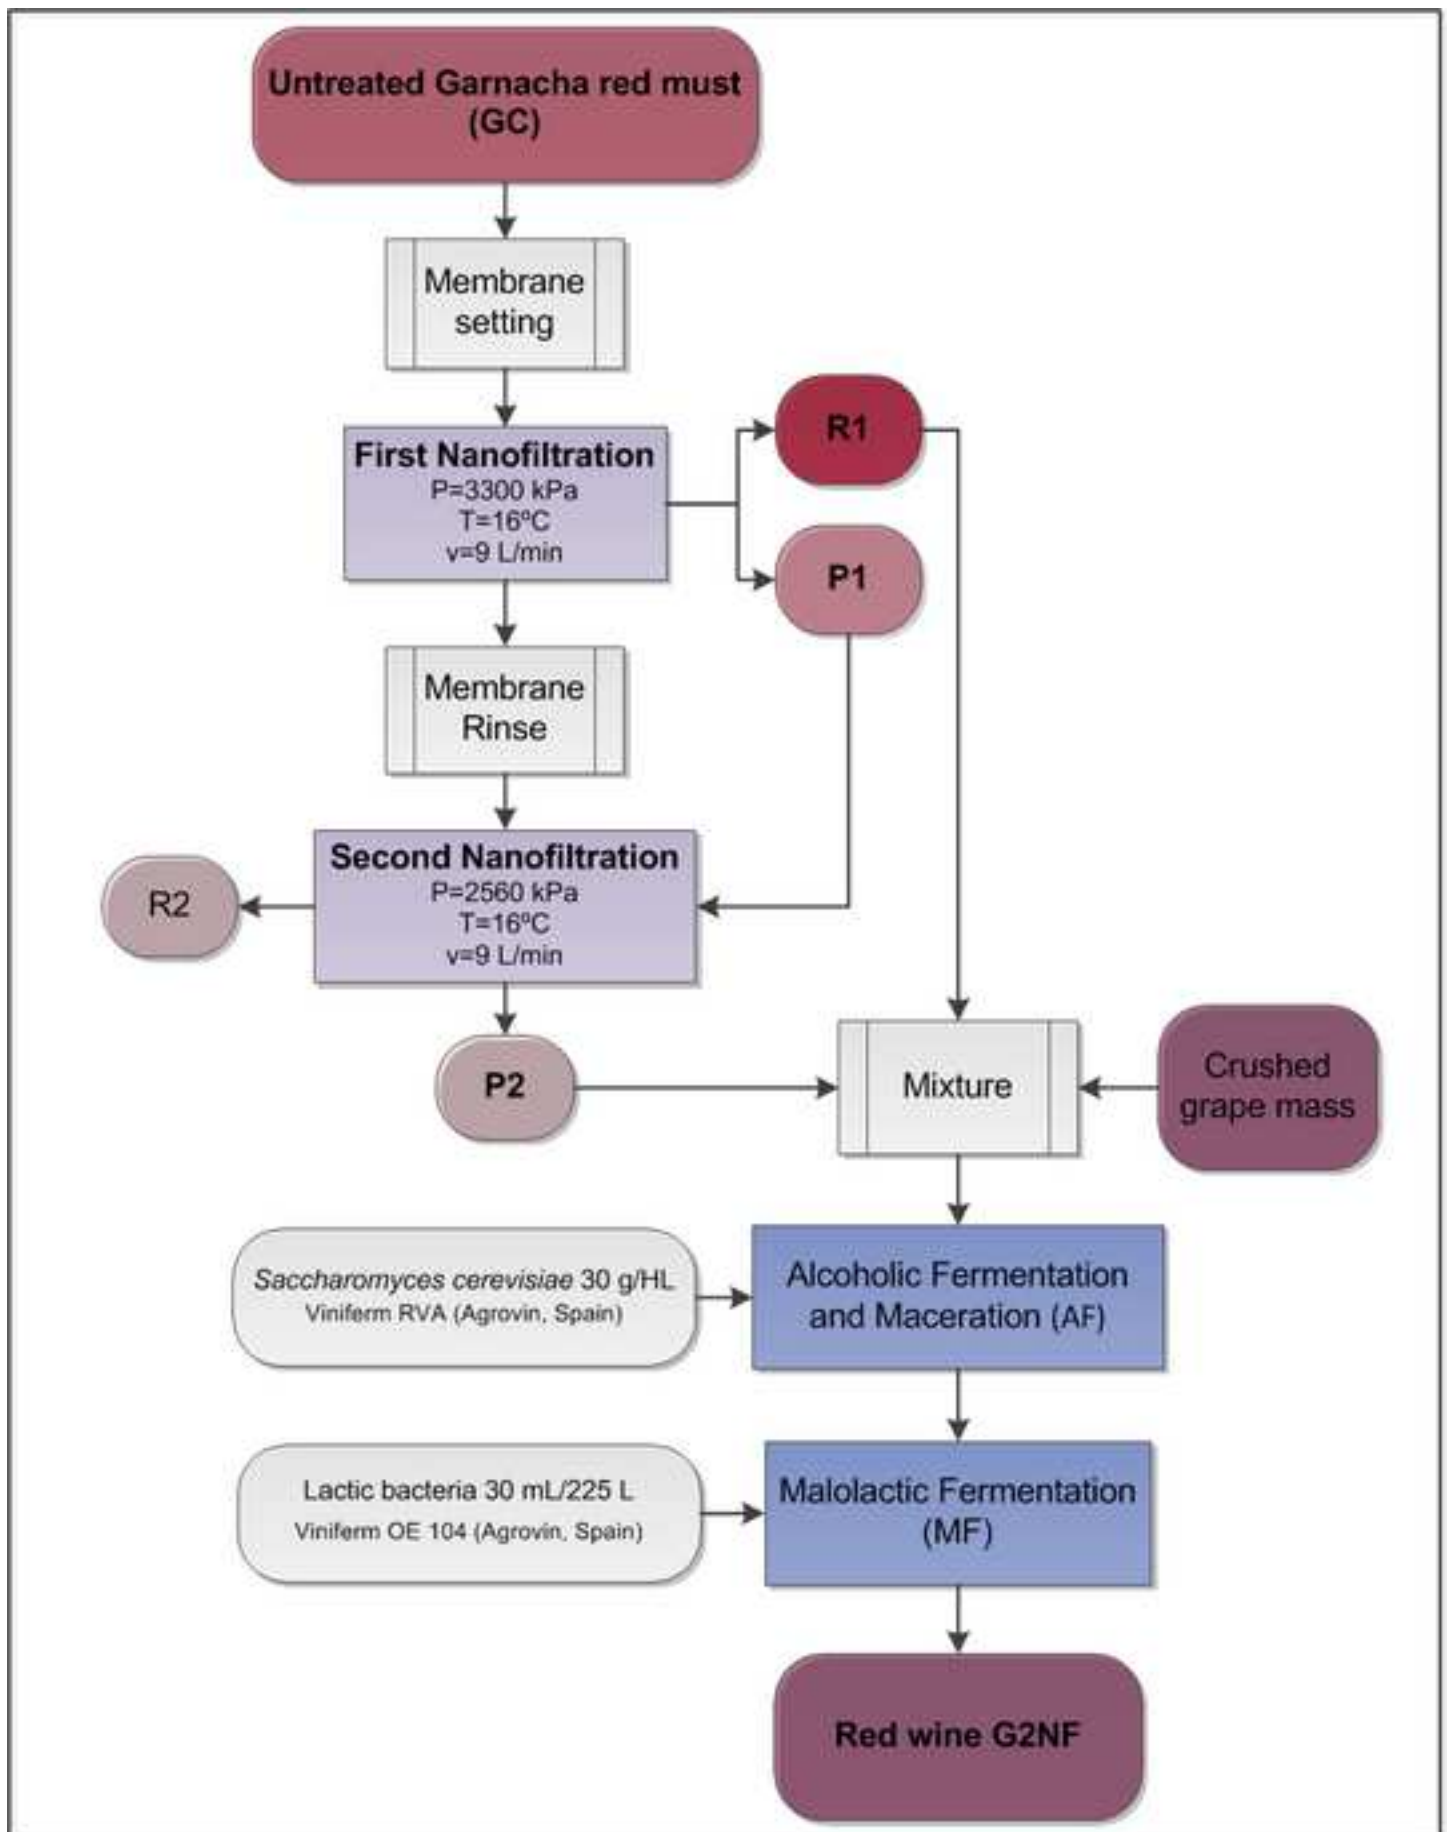 Untreated Garnacha red must
(GC)
Membrane
setting
First Nanofiltration
P=3300 kPa
T=16ºC
v=9 L/min
R1
P1
Membrane
Rinse
Second Nanofiltration
P=2560 kPa
T=16ºC
v=9 L/min
R2
P2
Mixture
Crushed
grape mass
Saccharomyces cerevisiae 30 g/HL
Viniferm RVA (Agrovin, Spain)
Alcoholic Fermentation
and Maceration (AF)
Lactic bacteria 30 mL/225 L
Viniferm OE 104 (Agrovin, Spain)
Malolactic Fermentation
(MF)
Red wine G2NF